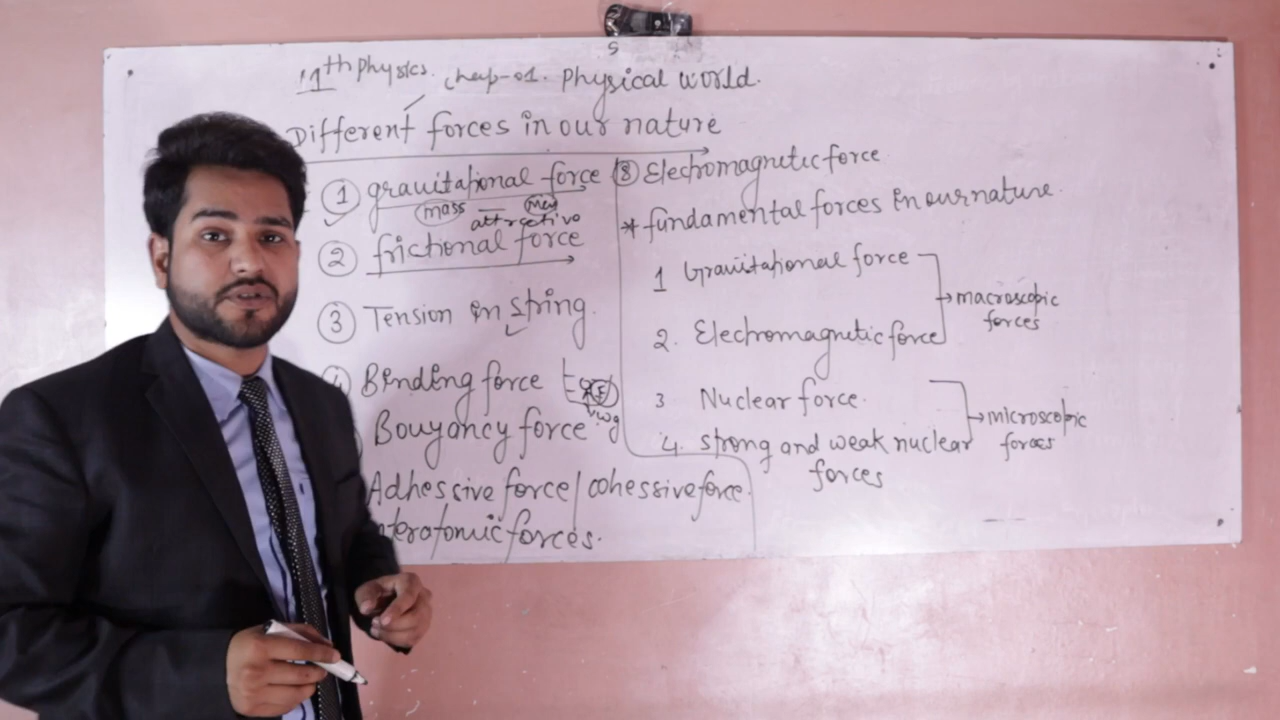 11th Physics. Chap-01. Physical world.
Different forces in our nature
1 gravitational force
mass —
attractive
2 frictional force
3 Tension in string.
4 Binding force
Bouyancy force
Adhessive force / cohessive force.
nteratomic forces.
8 Electromagnetic force
* fundamental forces in our nature.
1 Gravitational force
2. Electromagnetic force
→ macroscopic
forces
3 Nuclear force.
4. strong and weak nuclear
forces
→ microscopic
forces